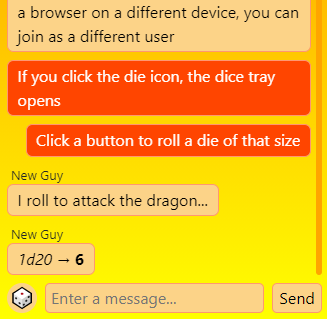 a browser on a different device, you can
join as a different user
If you click the die icon, the dice tray
opens
Click a button to roll a die of that size
New Guy
I roll to attack the dragon...
New Guy
1d20 → 6
Enter a message...
Send